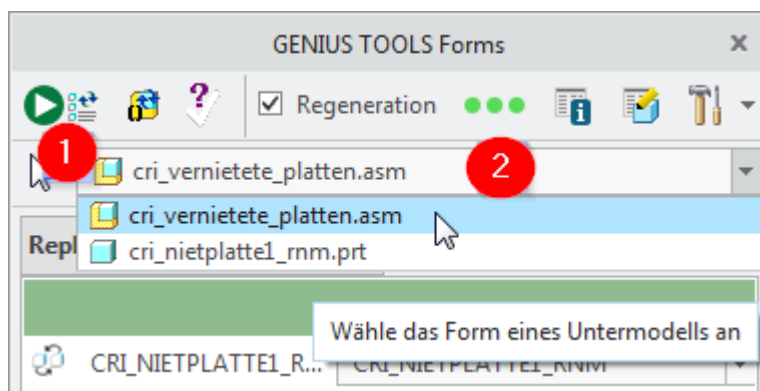 GENIUS TOOLS Forms
Regeneration
1
2
cri_vernietete_platten.asm
cri_vernietete_platten.asm
Repl
cri_nietplatte1_rnm.prt
Wähle das Form eines Untermodells an
CRI_NIETPLATTE1_R... CRI_NIETPLATTE1_RNM